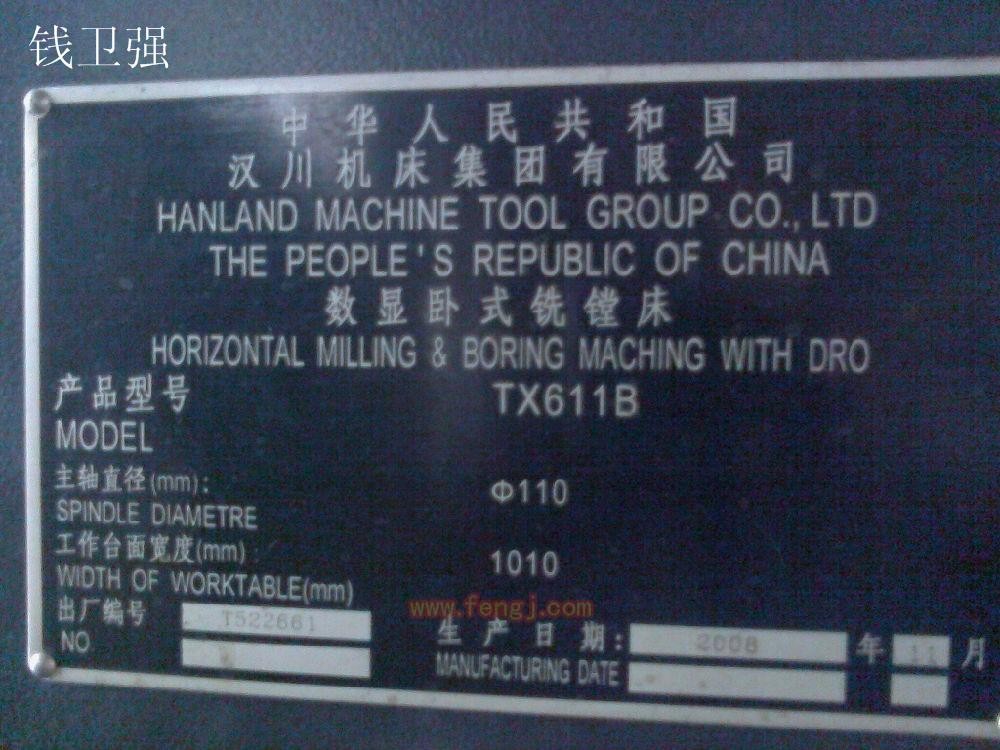 钱卫强
中华人民共和国
汉川机床集团有限公司
HANLAND MACHINE TOOL GROUP CO.,LTD
THE PEOPLE'S REPUBLIC OF CHINA
数显卧式铣镗床
HORIZONTAL MILLING & BORING MACHING WITH DRO
产品型号 TX611B
MODEL
主轴直径(mm): Φ110
SPINDLE DIAMETRE
工作台面宽度(mm): 1010
WIDTH OF WORKTABLE(mm)
www.fengj.com
出厂编号 T522661
NO
生产日期: 2008 年 11 月
MANUFACTURING DATE